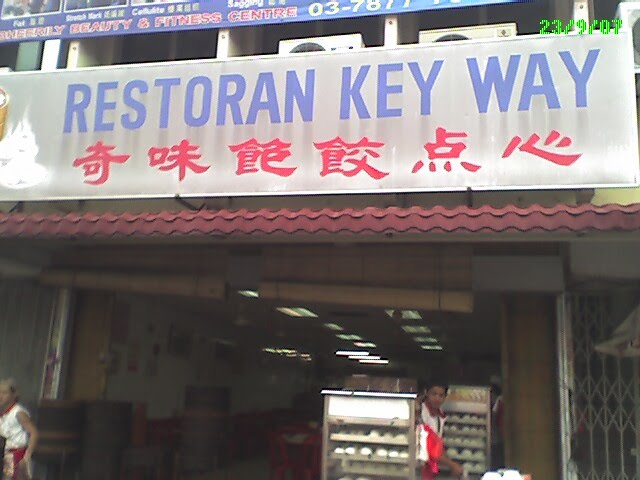 Stretch Mark Cellulite
BEAUTY & FITNESS CENTRE 03-7877
23/9/07
RESTORAN KEY WAY
奇味飽餃点心